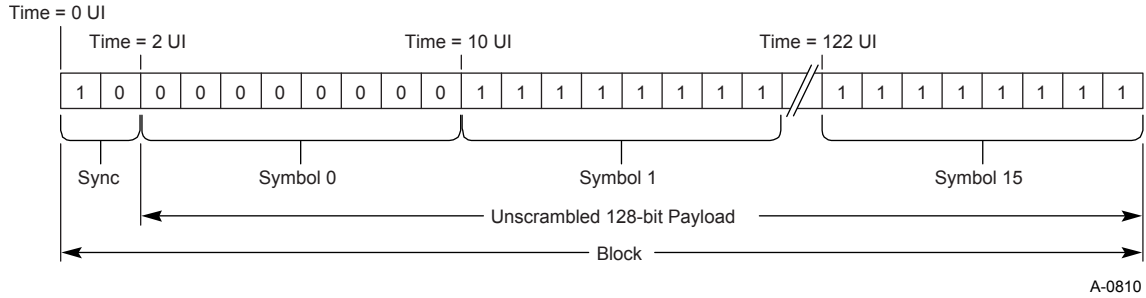 Time = 0 UI
Time = 2 UI Time = 10 UI Time = 122 UI
1 0 0 0 0 0 0 0 0 0 1 1 1 1 1 1 1 1 1 1 1 1 1 1 1 1
Sync Symbol 0 Symbol 1 Symbol 15
Unscrambled 128-bit Payload
Block
A-0810